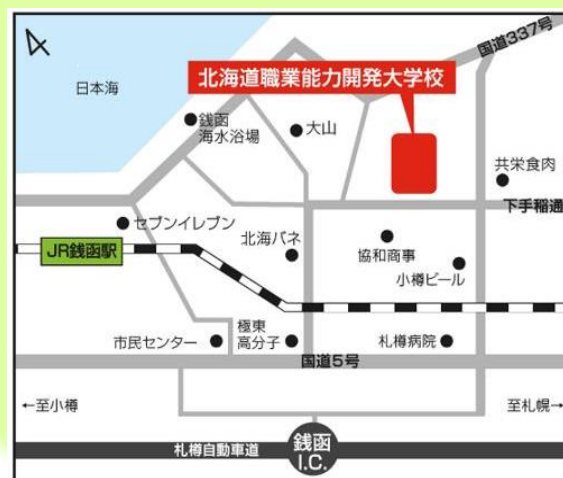 国道337号
北海道職業能力開発大学校
日本海
銭函
海水浴場
大山
共栄食肉
下手稲通
セブンイレブン
北海バネ
協和商事
小樽ビール
JR銭函駅
市民センター
極東
高分子
札樽病院
国道5号
←至小樽
至札幌→
札樽自動車道
銭函
I.C.